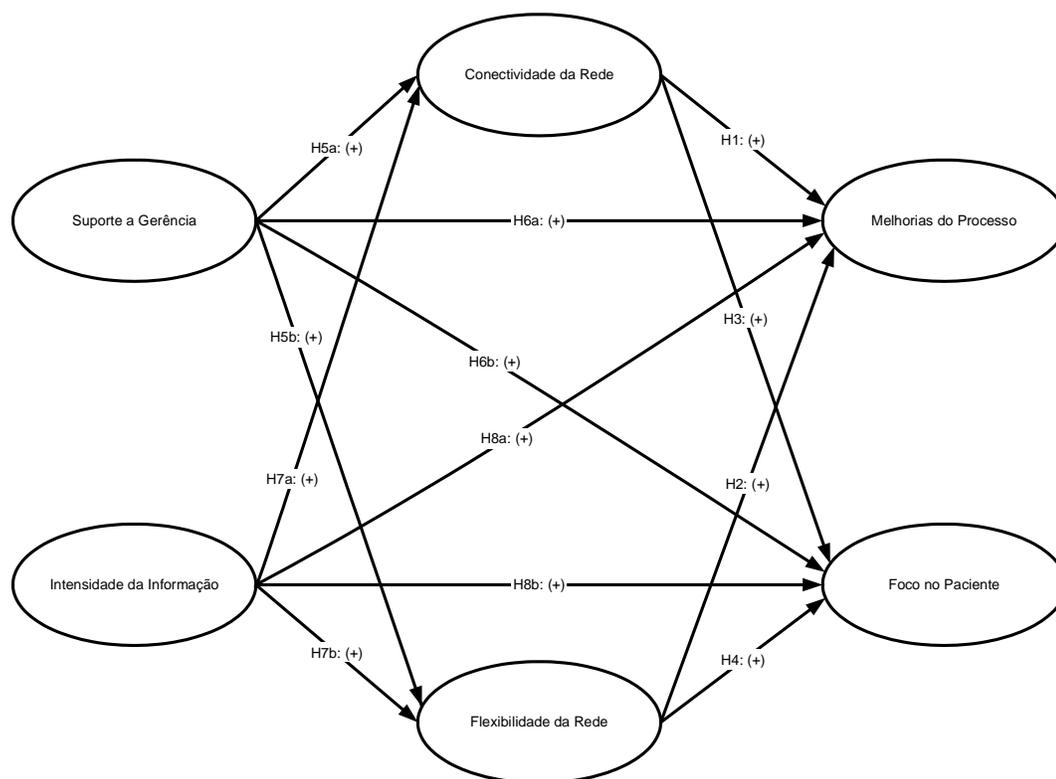 Conectividade da Rede
H5a: (+)
H1: (+)
Suporte a Gerência
H6a: (+)
Melhorias do Processo
H3: (+)
H5b: (+)
H6b: (+)
H8a: (+)
H7a: (+)
H2: (+)
Intensidade da Informação
H8b: (+)
Foco no Paciente
H7b: (+)
H4: (+)
Flexibilidade da Rede